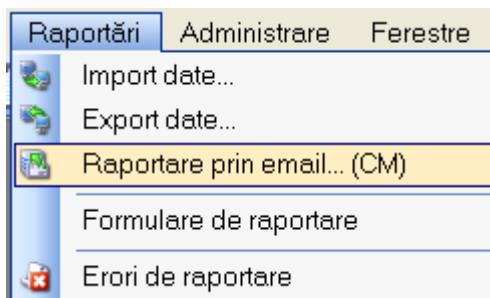 Raportări Administrare Ferestre
Import date...
Export date...
Raportare prin email... (CM)
Formulare de raportare
Erori de raportare